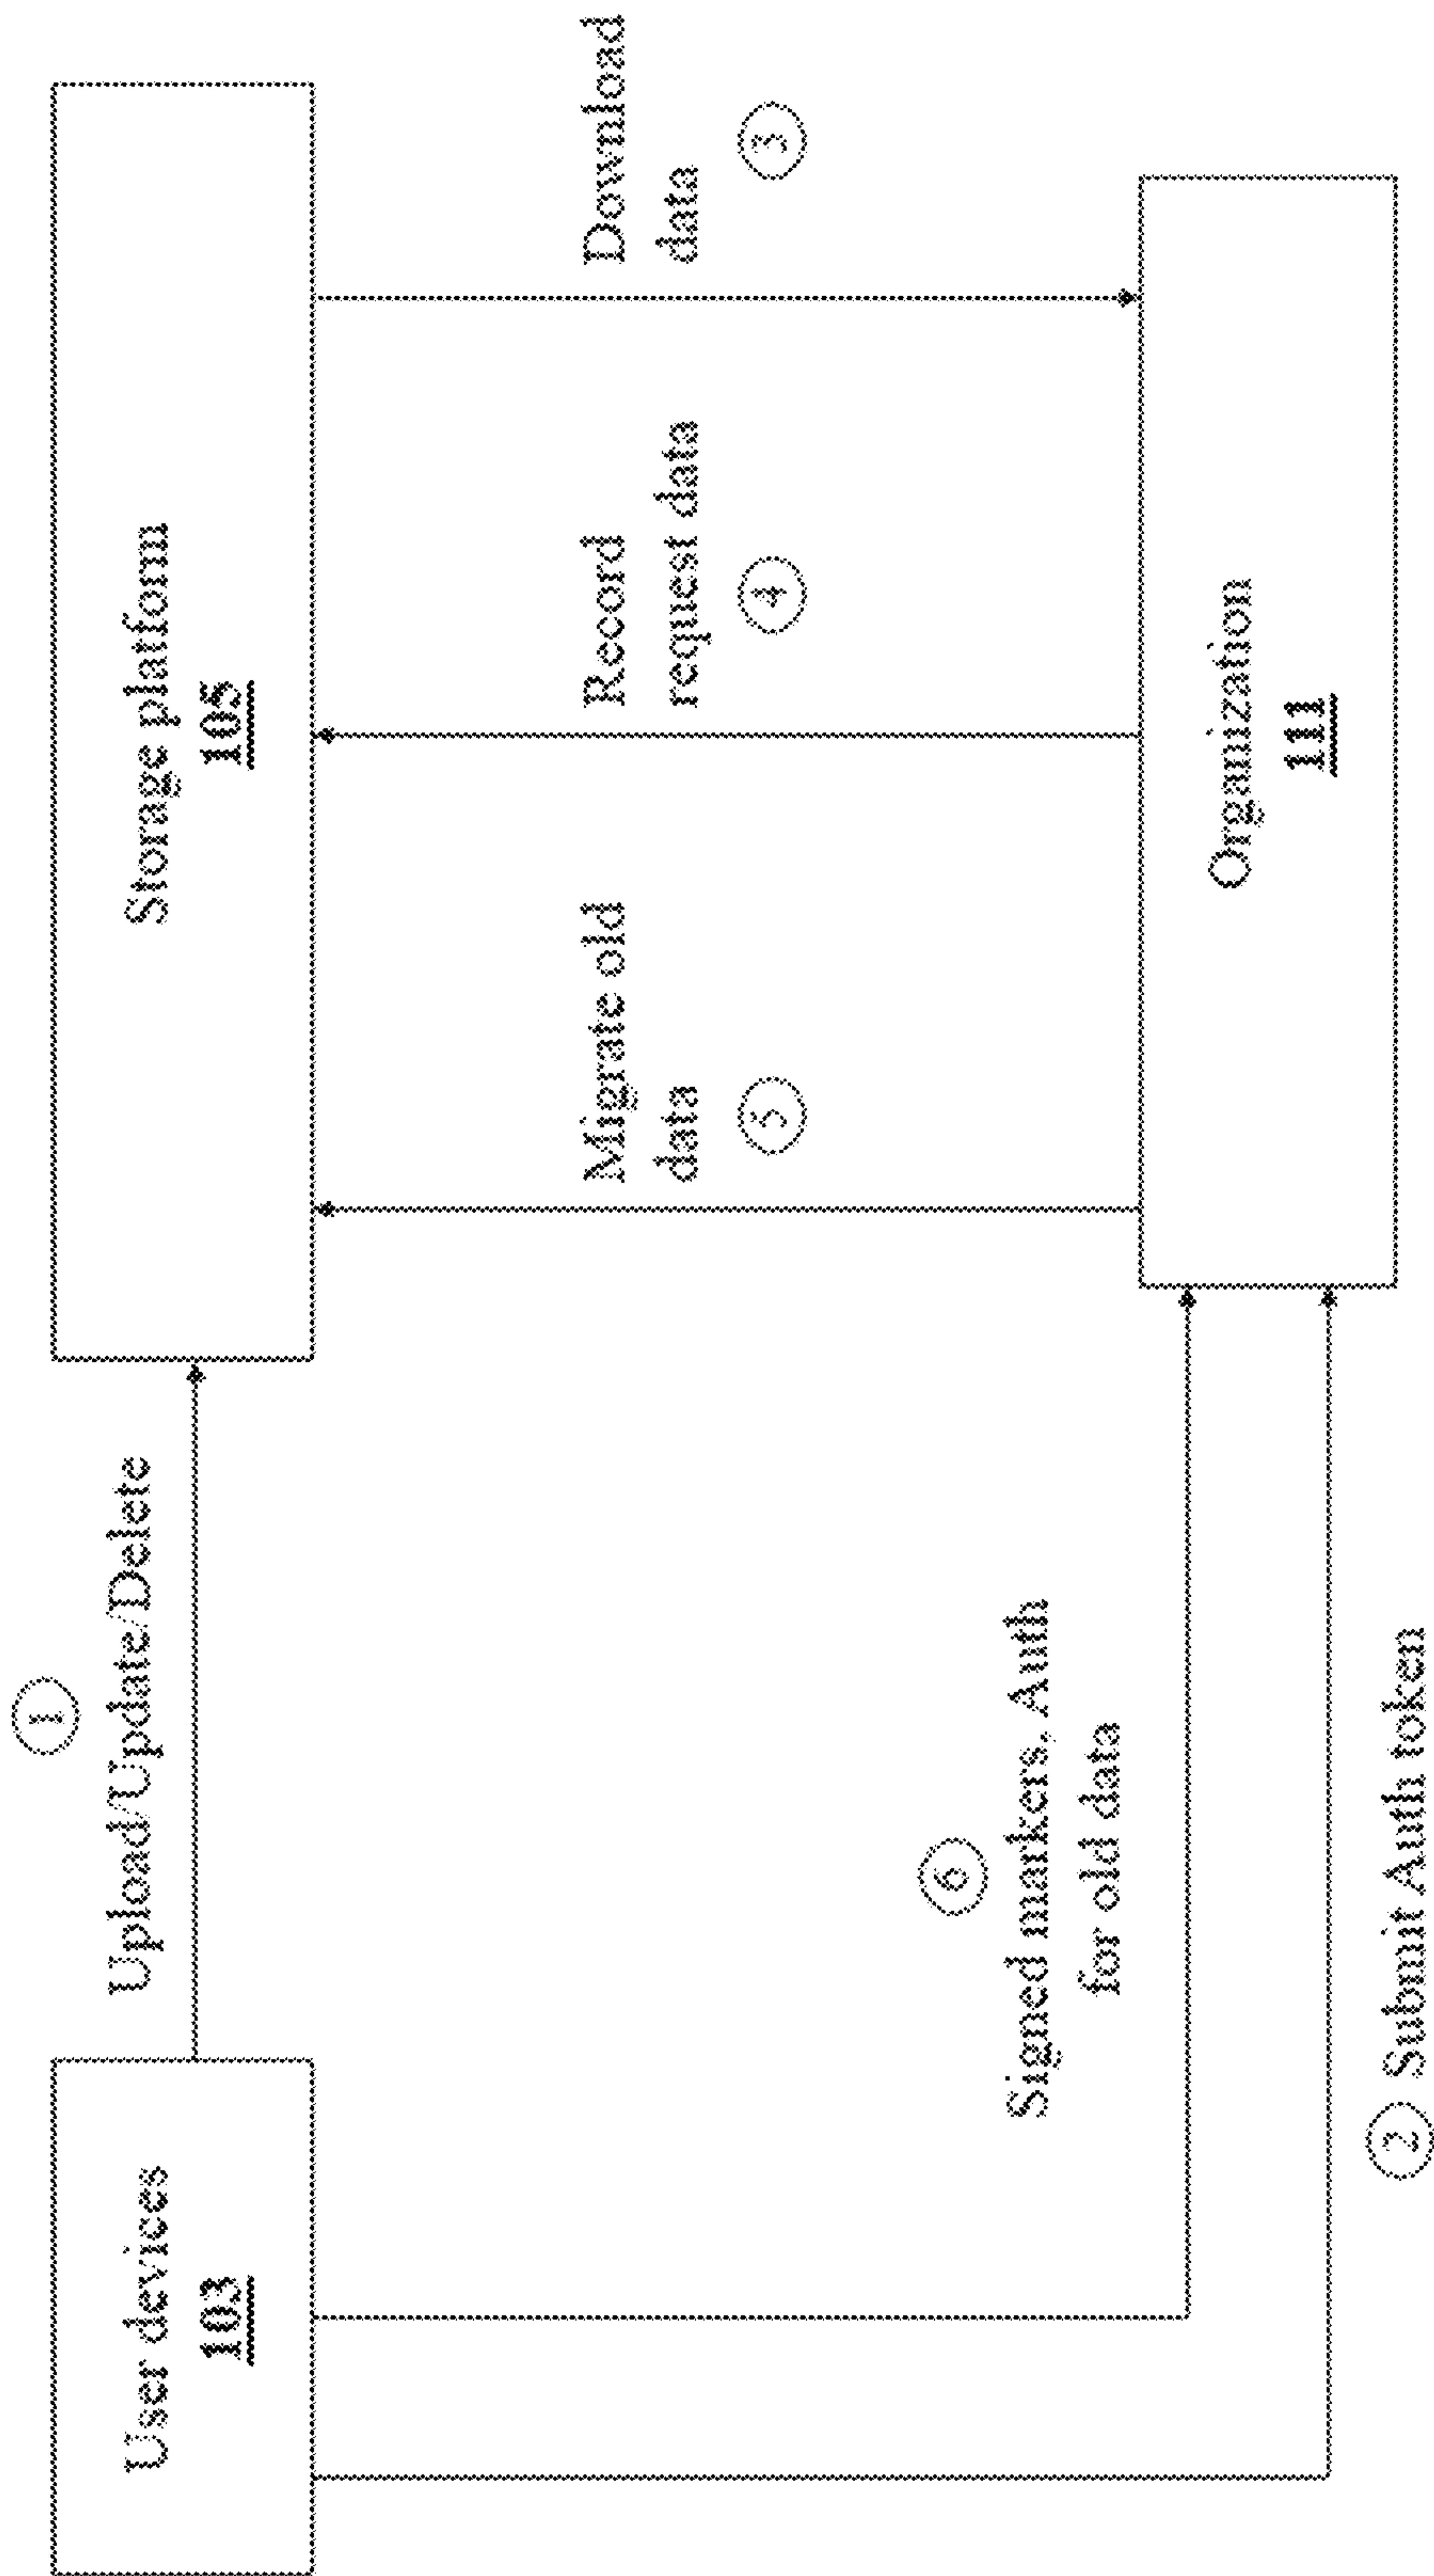 User devices
103
①
Upload/Update/Delete
Storage platform
105
⑥
Signed markers, Auth
for old data
Migrate old
data
⑤
Record
request data
④
Download
data
③
Organization
111
② Submit Auth token